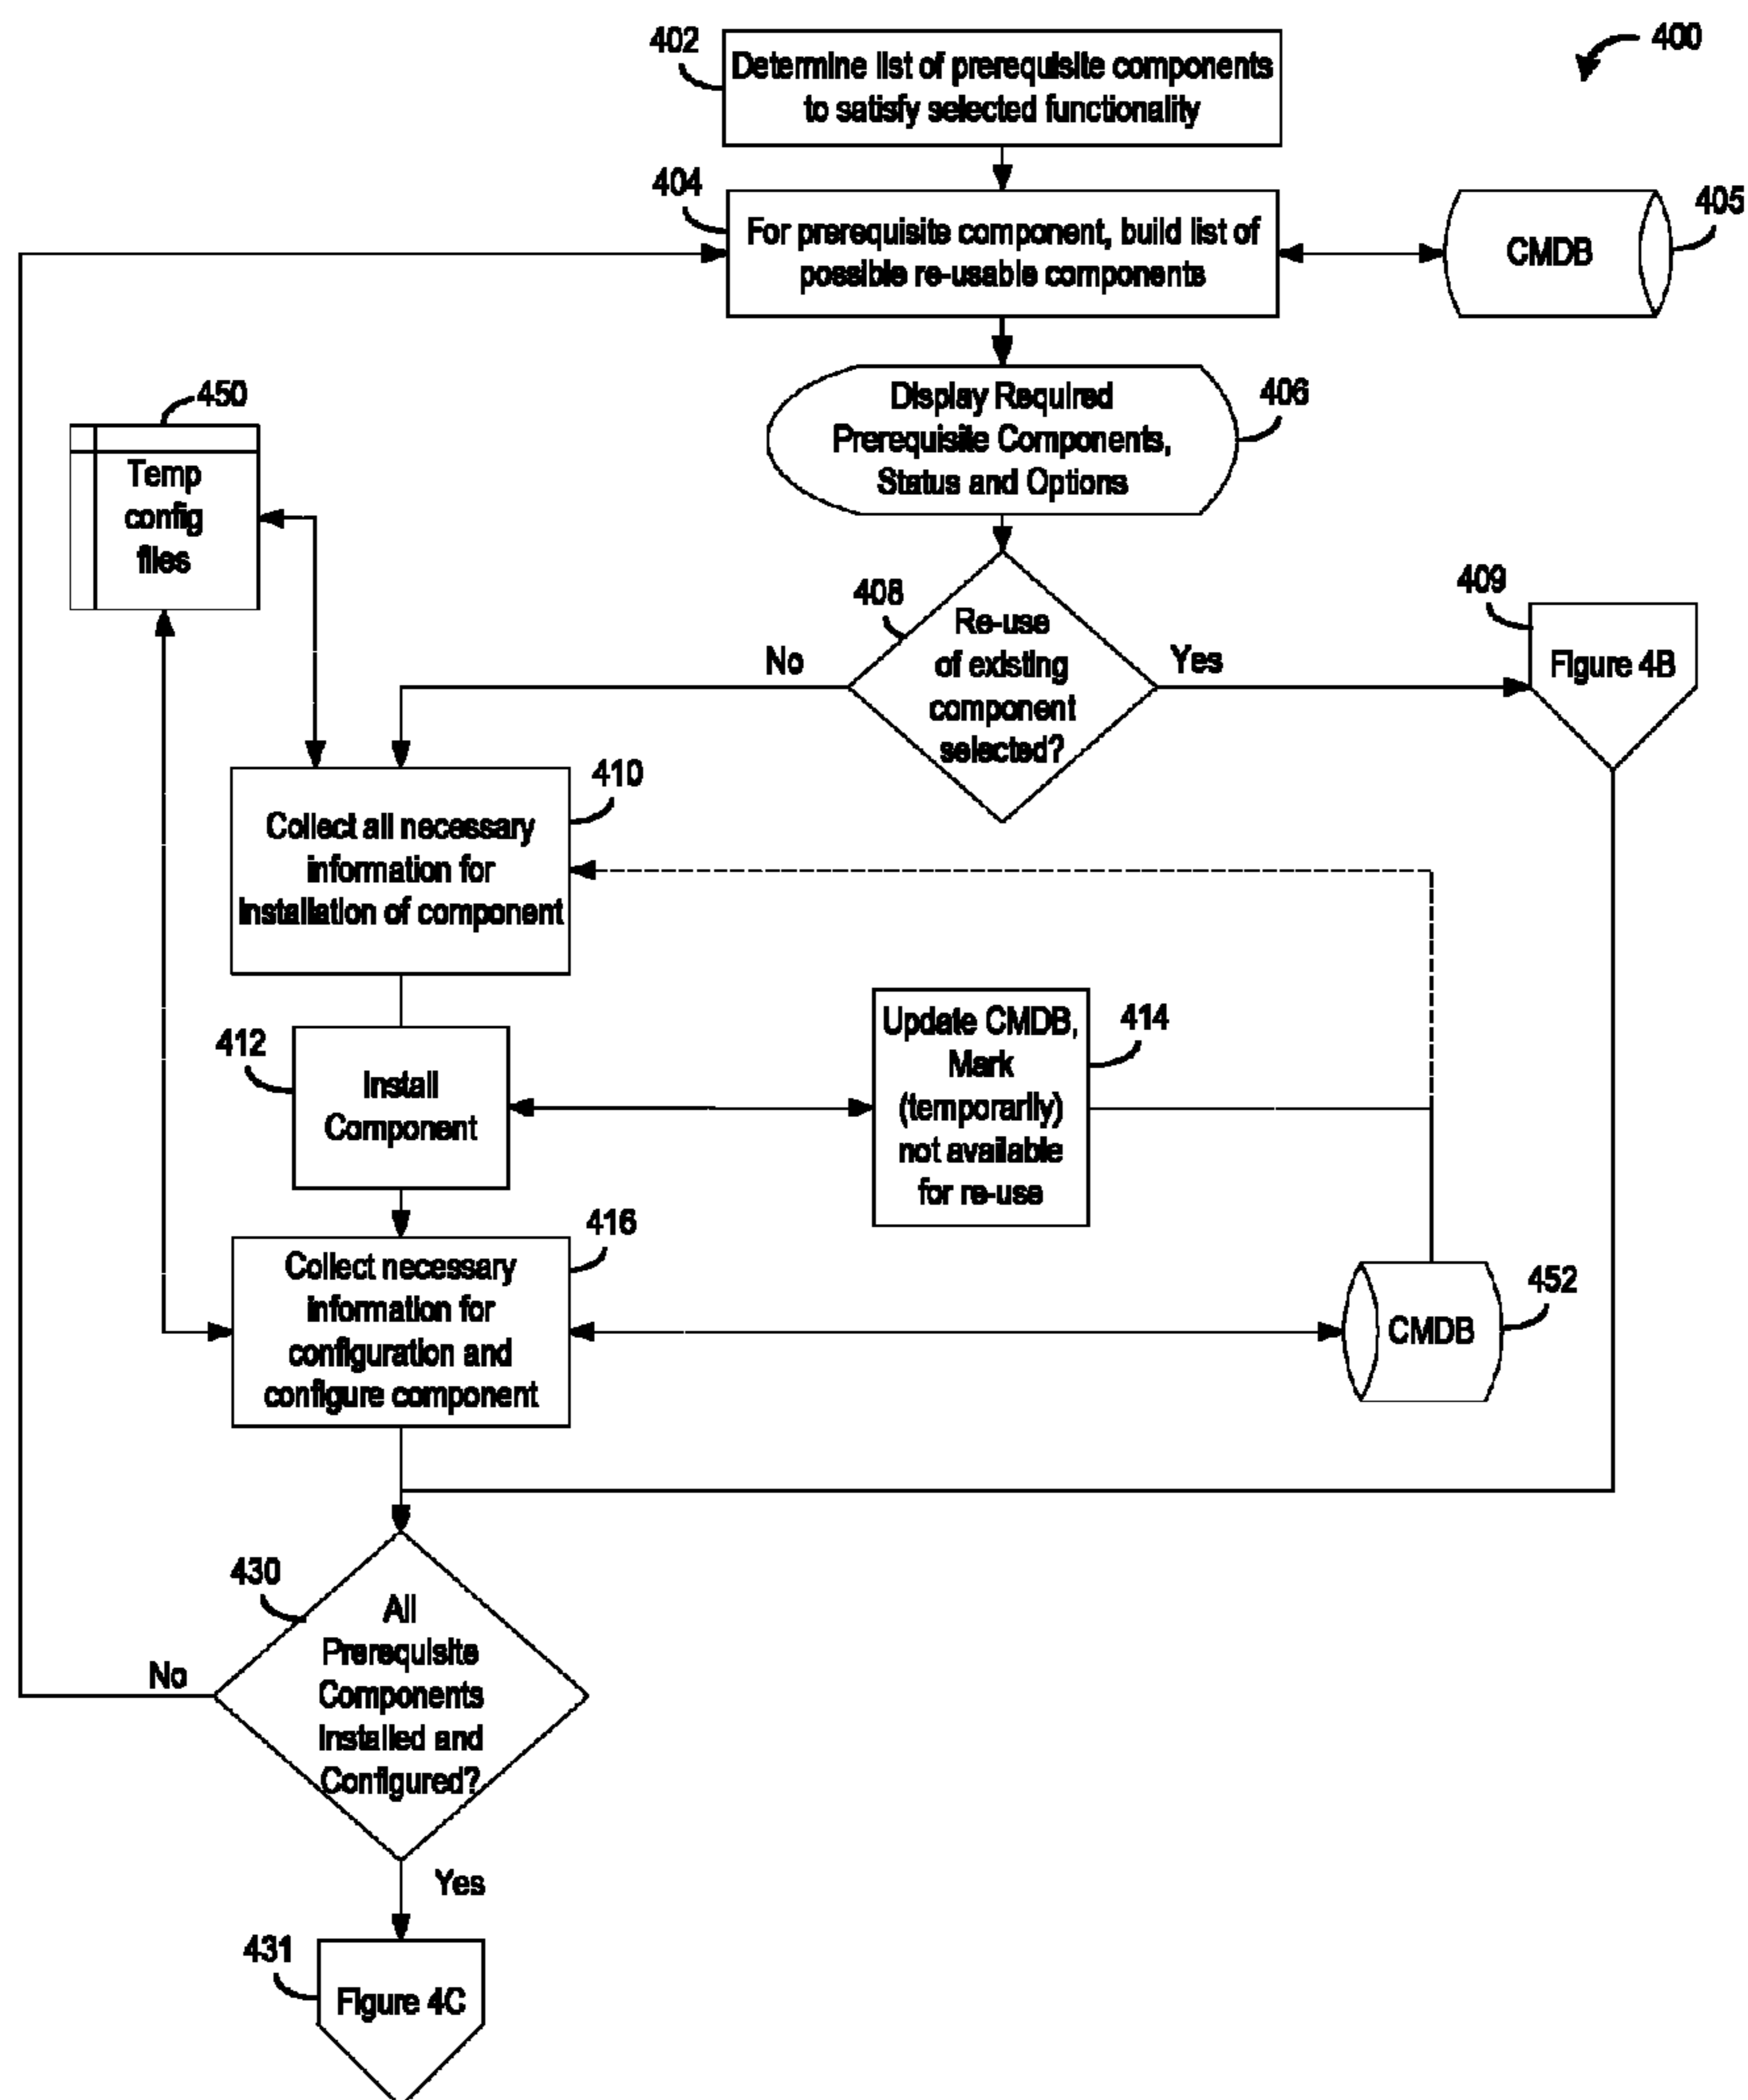 402
Determine list of prerequisite components
to satisfy selected functionality
400
404
For prerequisite component, build list of
possible re-usable components
CMDB
405
406
Display Required
Prerequisite Components,
Status and Options
450
Temp
config
files
408
Re-use
of existing
component
selected?
No
Yes
409
Figure 4B
410
Collect all necessary
information for
Installation of component
412
Install
Component
Update CMDB,
Mark
(temporarily)
not available
for re-use
414
416
Collect necessary
information for
configuration and
configure component
CMDB
452
430
All
Prerequisite
Components
Installed and
Configured?
No
Yes
431
Figure 4C